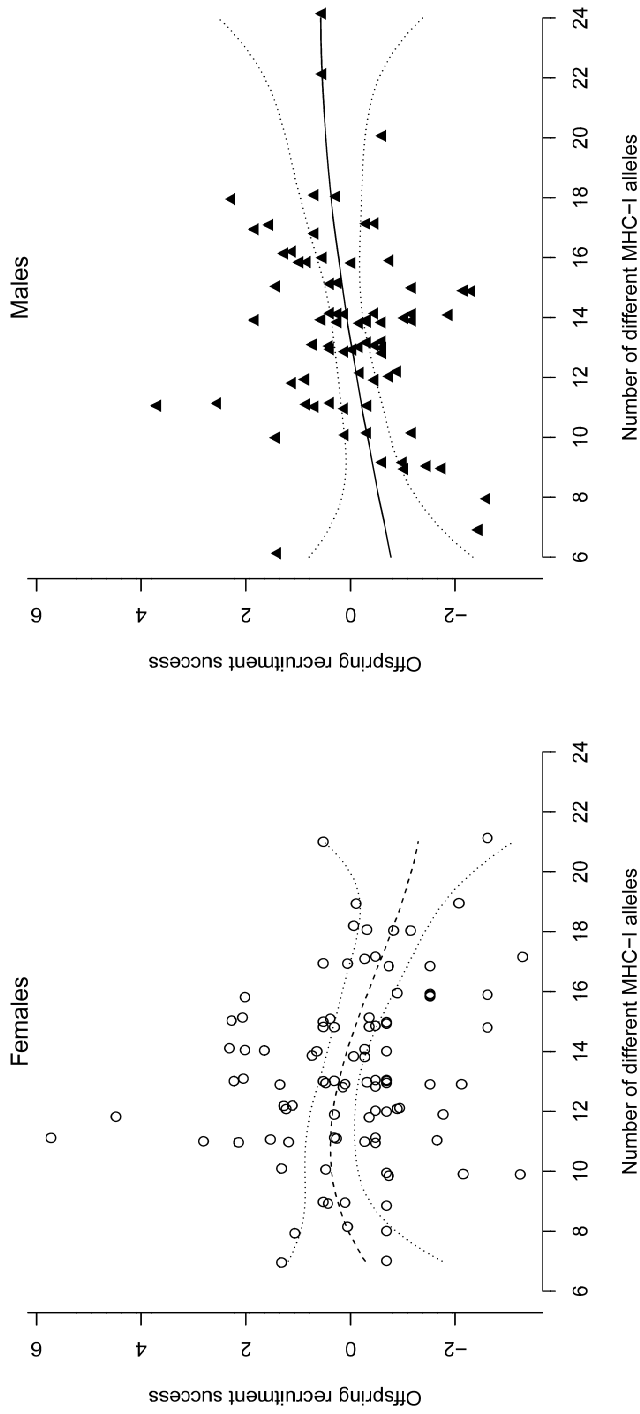 Females
Offspring recruitment success
6
4
2
0
−2
6 8 10 12 14 16 18 20 22 24
Number of different MHC−I alleles
Males
Offspring recruitment success
6
4
2
0
−2
6 8 10 12 14 16 18 20 22 24
Number of different MHC−I alleles